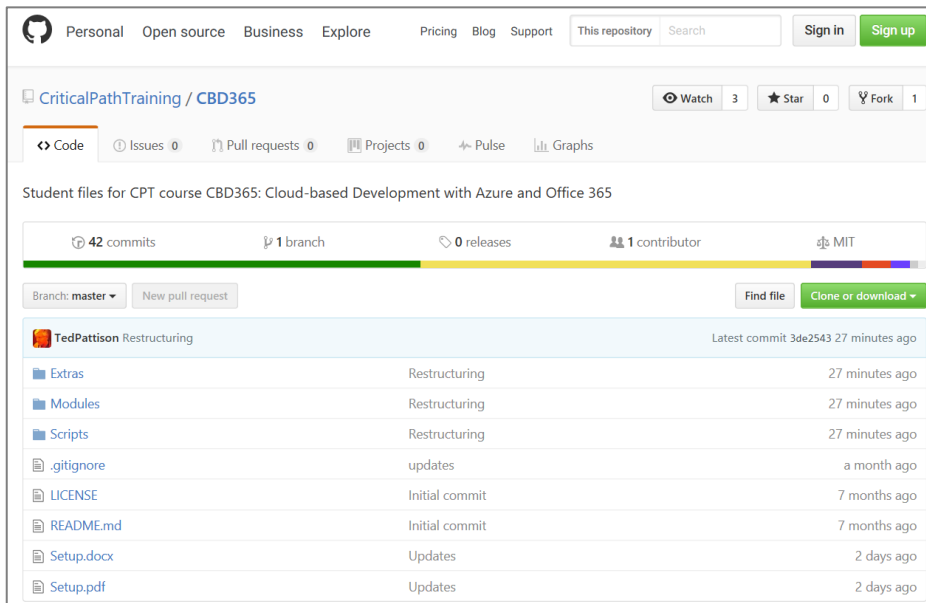 Personal Open source Business Explore Pricing Blog Support This repository Search Sign in Sign up
CriticalPathTraining / CBD365 Watch 3 Star 0 Fork 1
<> Code Issues 0 Pull requests 0 Projects 0 Pulse Graphs
Student files for CPT course CBD365: Cloud-based Development with Azure and Office 365
42 commits 1 branch 0 releases 1 contributor MIT
Branch: master New pull request Find file Clone or download
TedPattison Restructuring Latest commit 3de2543 27 minutes ago
Extras Restructuring 27 minutes ago
Modules Restructuring 27 minutes ago
Scripts Restructuring 27 minutes ago
.gitignore updates a month ago
LICENSE Initial commit 7 months ago
README.md Initial commit 7 months ago
Setup.docx Updates 2 days ago
Setup.pdf Updates 2 days ago